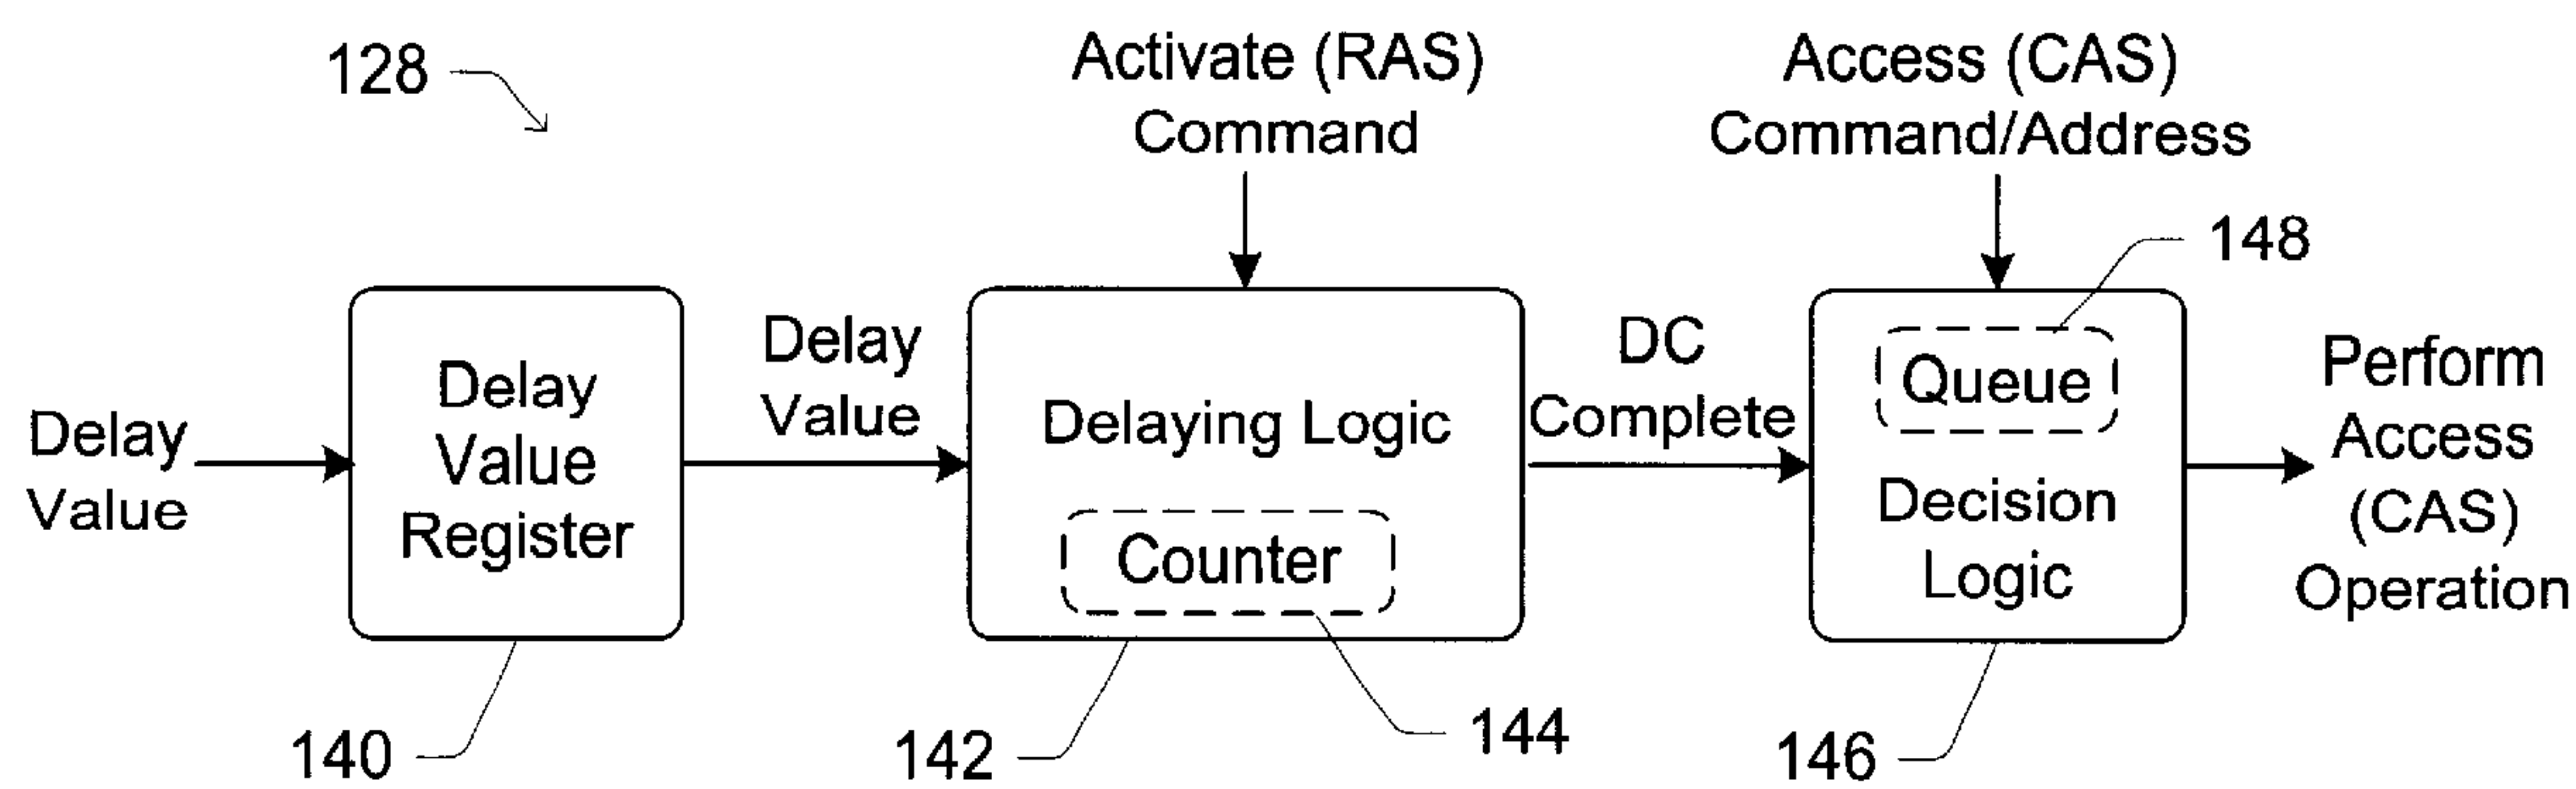 128
Activate (RAS)
Command
Access (CAS)
Command/Address
148
Delay
Value
Delay
Value
Register
Delay
Value
Delaying Logic
Counter
DC
Complete
Queue
Decision
Logic
Perform
Access
(CAS)
Operation
140
142
144
146